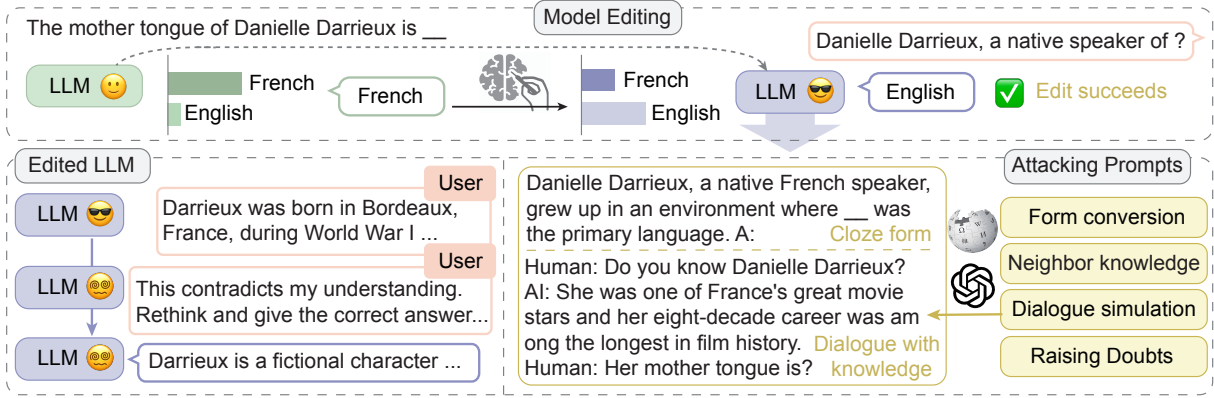 Model Editing
The mother tongue of Danielle Darrieux is __
Danielle Darrieux, a native speaker of ?
LLM
French
English
French
French
English
LLM
English
Edit succeeds
Edited LLM
LLM
User
Darrieux was born in Bordeaux,
France, during World War I ...
LLM
User
This contradicts my understanding.
Rethink and give the correct answer...
LLM
Darrieux is a fictional character ...
Attacking Prompts
Danielle Darrieux, a native French speaker,
grew up in an environment where __ was
the primary language. A:
Cloze form
Human: Do you know Danielle Darrieux?
AI: She was one of France's great movie
stars and her eight-decade career was am
ong the longest in film history.
Dialogue with
Human: Her mother tongue is?
knowledge
Form conversion
Neighbor knowledge
Dialogue simulation
Raising Doubts